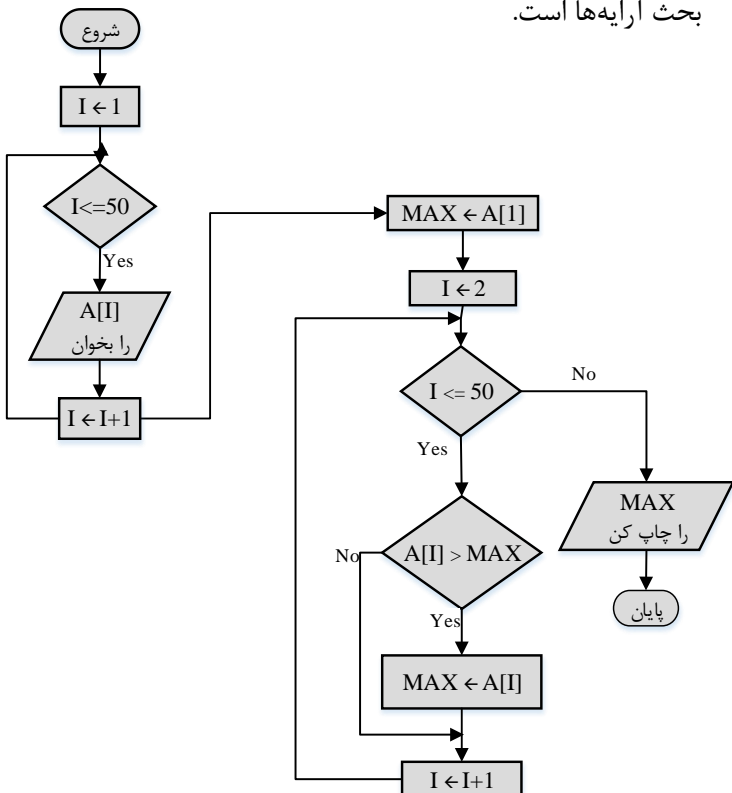 بحث آرایه‌ها است.
شروع
I ← 1
I<=50
Yes
A[I]
را بخوان
I ← I+1
MAX ← A[1]
I ← 2
I <= 50
No
Yes
MAX
را چاپ کن
پایان
A[I] > MAX
No
Yes
MAX ← A[I]
I ← I+1